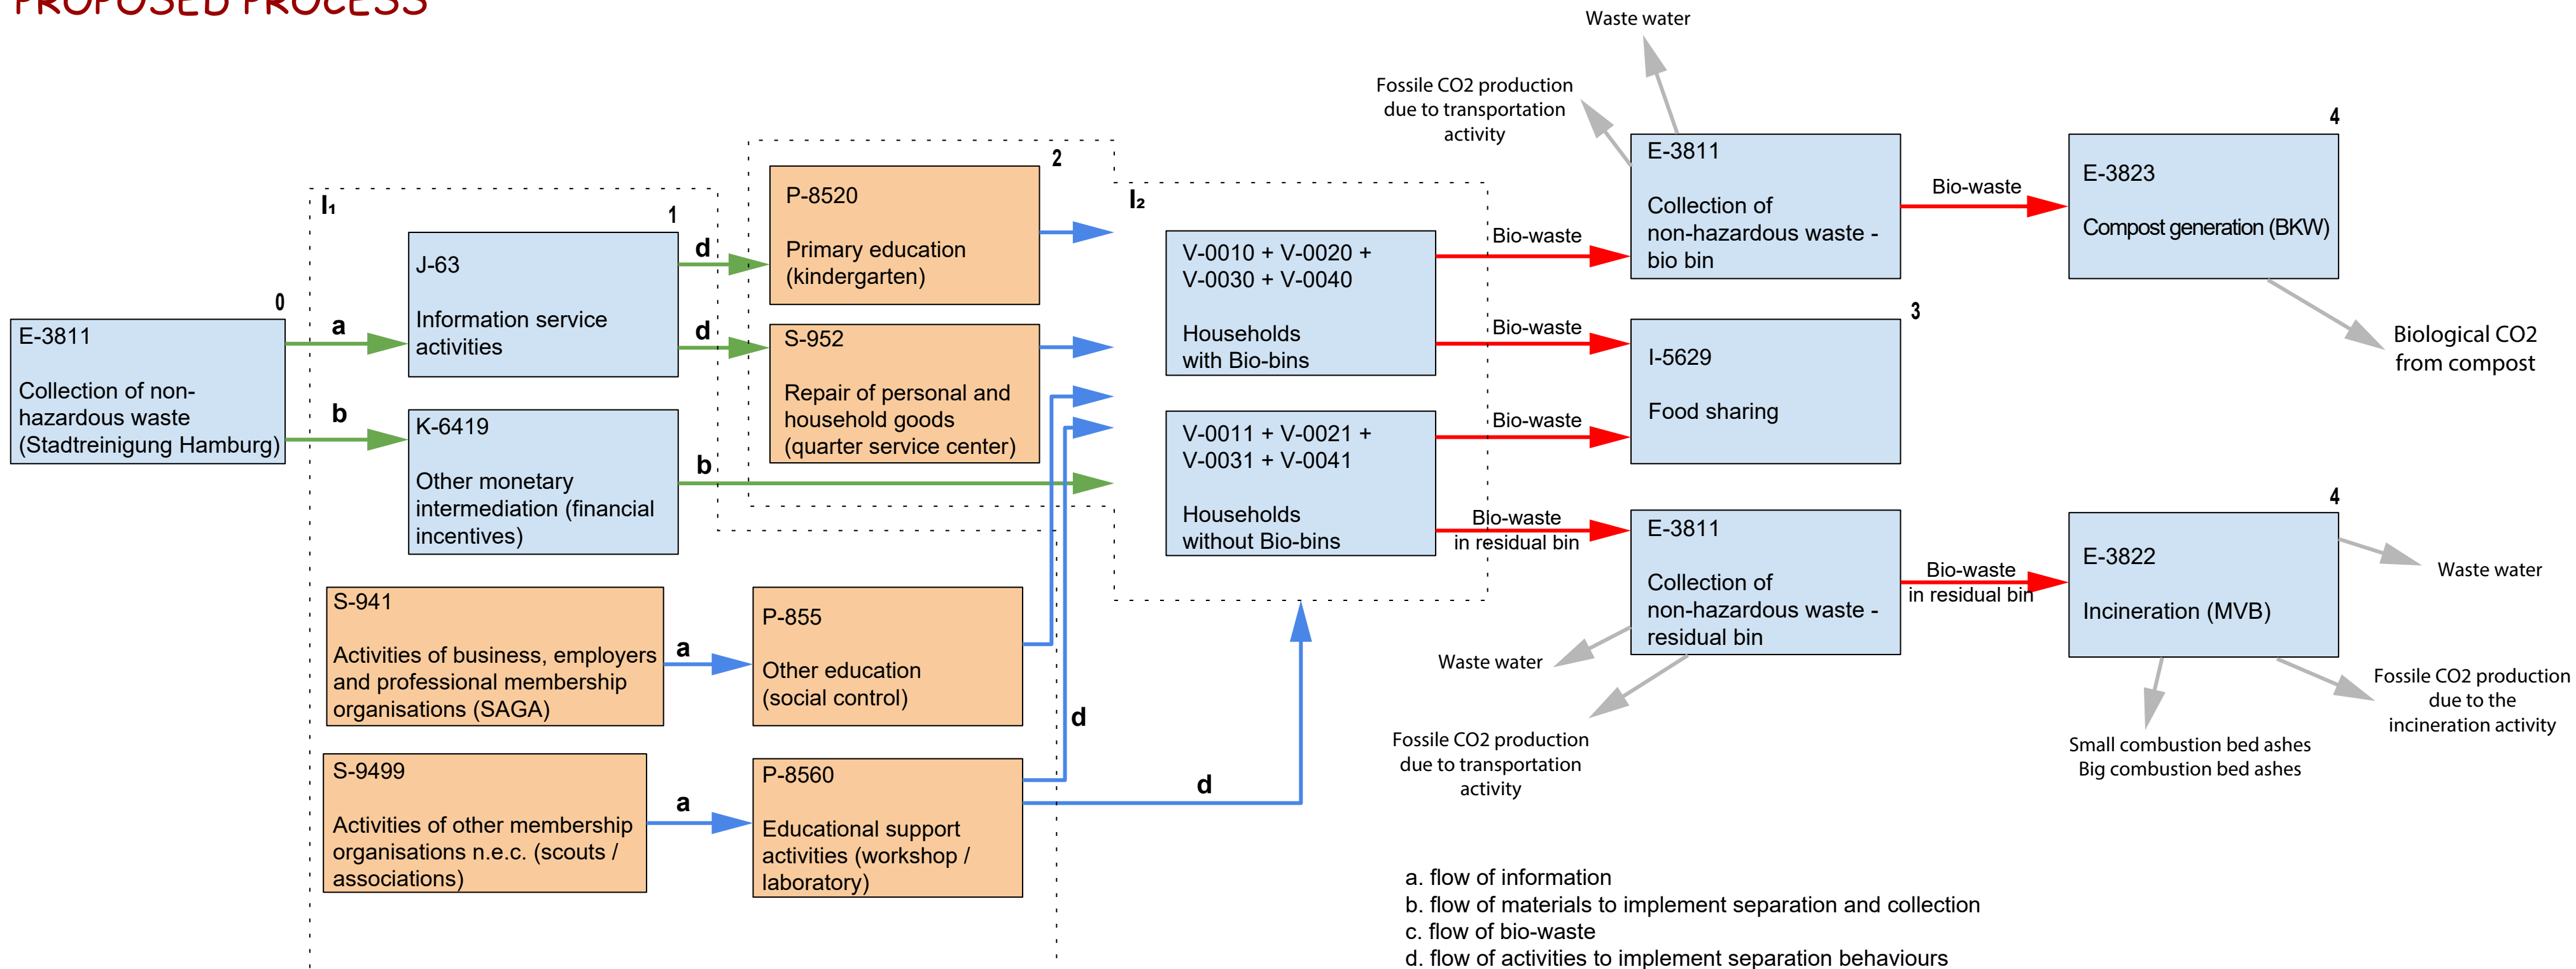 PROPOSED PROCESS
0
E-3811
Collection of non-
hazardous waste
(Stadtreinigung Hamburg)
a
b
I₁
1
J-63
Information service
activities
K-6419
Other monetary
intermediation (financial
incentives)
d
d
b
S-941
Activities of business, employers
and professional membership
organisations (SAGA)
a
S-9499
Activities of other membership
organisations n.e.c. (scouts /
associations)
a
2
P-8520
Primary education
(kindergarten)
S-952
Repair of personal and
household goods
(quarter service center)
P-855
Other education
(social control)
P-8560
Educational support
activities (workshop /
laboratory)
d
d
I₂
V-0010 + V-0020 +
V-0030 + V-0040
Households
with Bio-bins
V-0011 + V-0021 +
V-0031 + V-0041
Households
without Bio-bins
Bio-waste
Bio-waste
Bio-waste
Bio-waste
in residual bin
Waste water
Fossile CO2 production
due to transportation
activity
E-3811
Collection of
non-hazardous waste -
bio bin
3
I-5629
Food sharing
E-3811
Collection of
non-hazardous waste -
residual bin
Waste water
Fossile CO2 production
due to transportation
activity
Bio-waste
4
E-3823
Compost generation (BKW)
Biological CO2
from compost
Bio-waste
in residual bin
4
E-3822
Incineration (MVB)
Waste water
Fossile CO2 production
due to the
incineration activity
Small combustion bed ashes
Big combustion bed ashes
a. flow of information
b. flow of materials to implement separation and collection
c. flow of bio-waste
d. flow of activities to implement separation behaviours